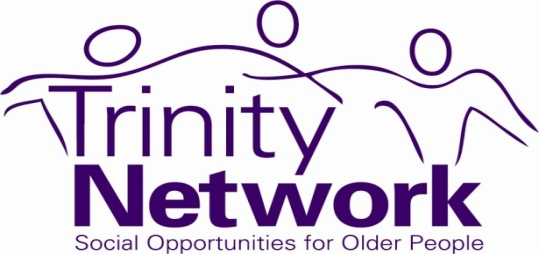 Trinity
Network
Social Opportunities for Older People